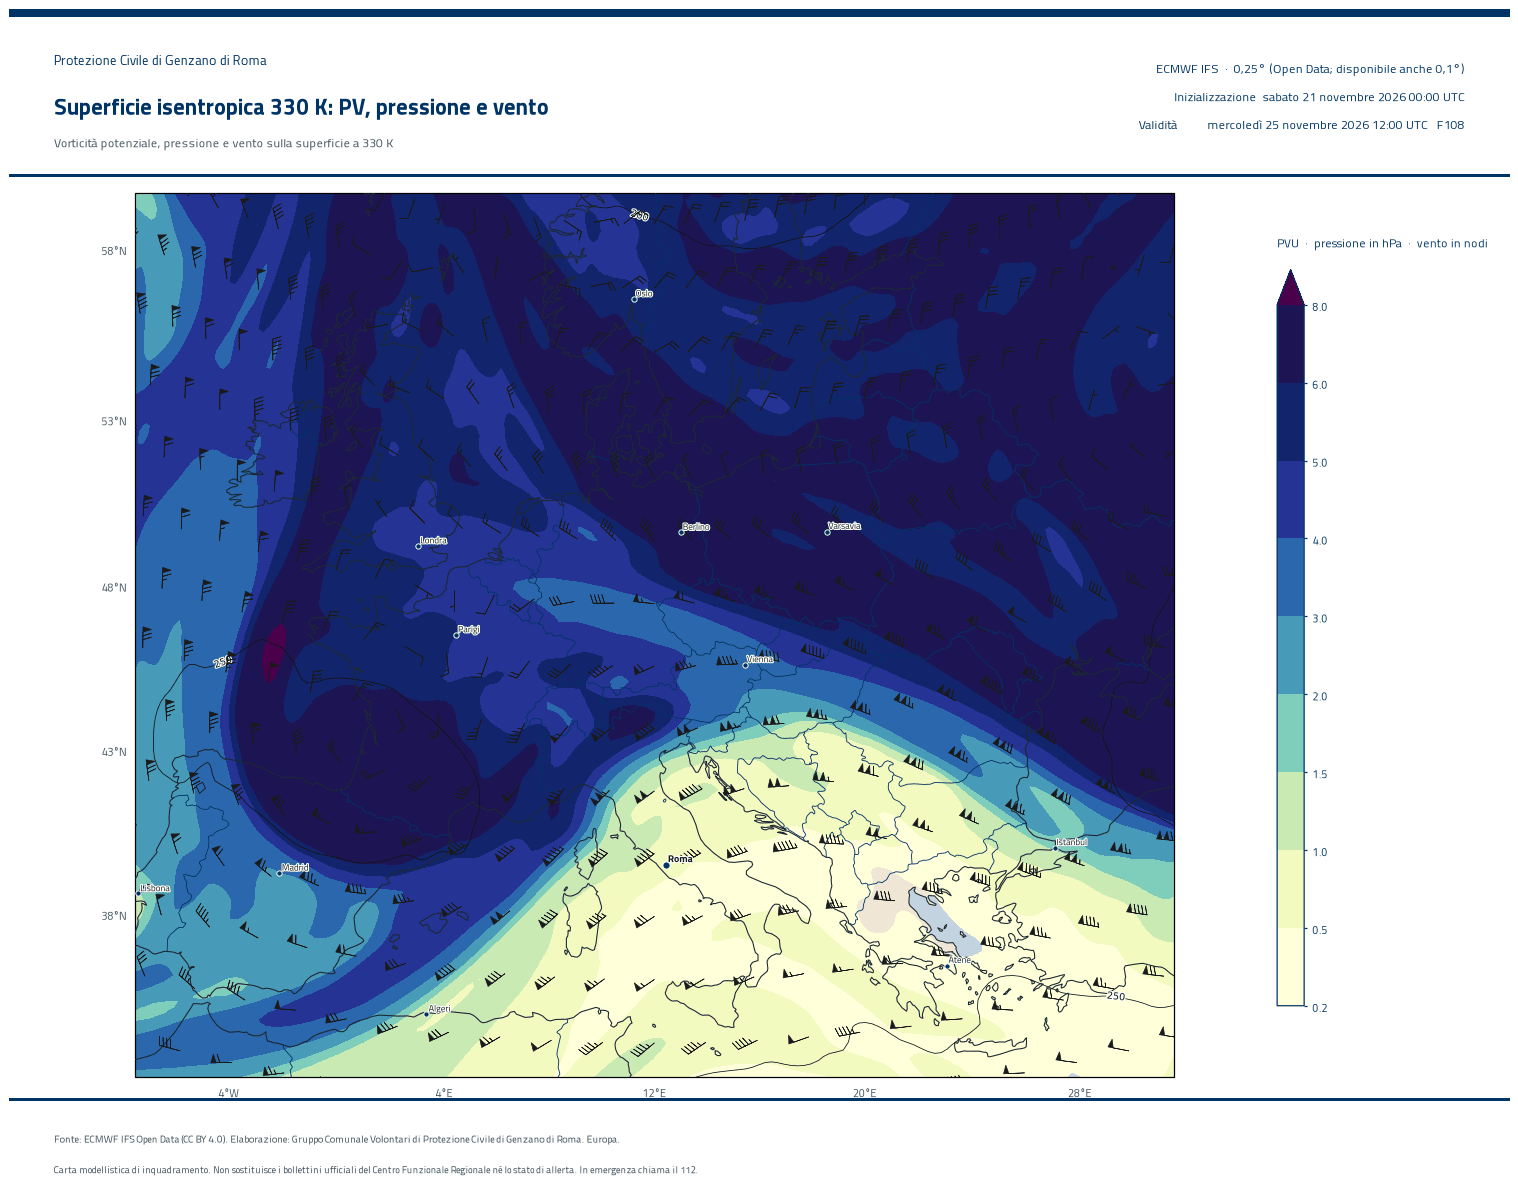 Protezione Civile di Genzano di Roma
Superficie isentropica 330 K: PV, pressione e vento
Vorticità potenziale, pressione e vento sulla superficie a 330 K
ECMWF IFS · 0,25° (Open Data; disponibile anche 0,1°)
Inizializzazione sabato 21 novembre 2026 00:00 UTC
Validità mercoledì 25 novembre 2026 12:00 UTC F108
PVU · pressione in hPa · vento in nodi
8.0
6.0
5.0
4.0
3.0
2.0
1.5
1.0
0.5
0.2
58°N
53°N
48°N
43°N
38°N
Oslo
Berlino
Varsavia
Londra
Parigi
Vienna
Madrid
Roma
Istanbul
Lisbona
Atene
Algeri
250
4°W
4°E
12°E
20°E
28°E
Fonte: ECMWF IFS Open Data (CC BY 4.0). Elaborazione: Gruppo Comunale Volontari di Protezione Civile di Genzano di Roma. Europa.
Carta modellistica di inquadramento. Non sostituisce i bollettini ufficiali del Centro Funzionale Regionale né lo stato di allerta. In emergenza chiama il 112.